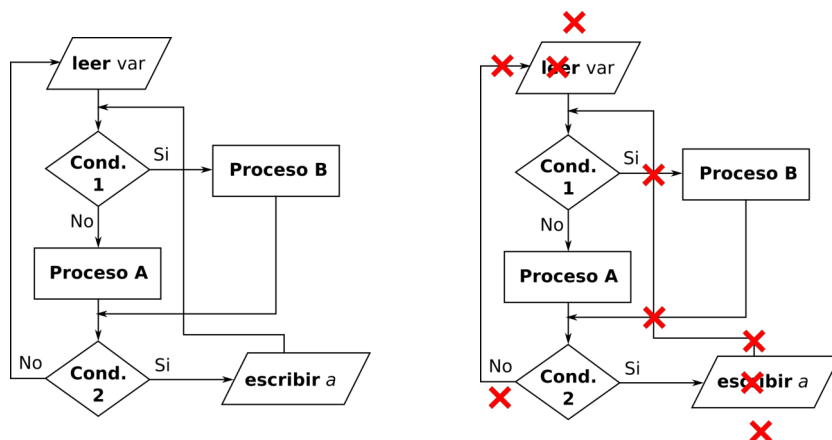 leer var
Cond.
1
Si
Proceso B
No
Proceso A
No
Cond.
2
Si
escribir a
leer var
Cond.
1
Si
Proceso B
No
Proceso A
No
Cond.
2
Si
escribir a